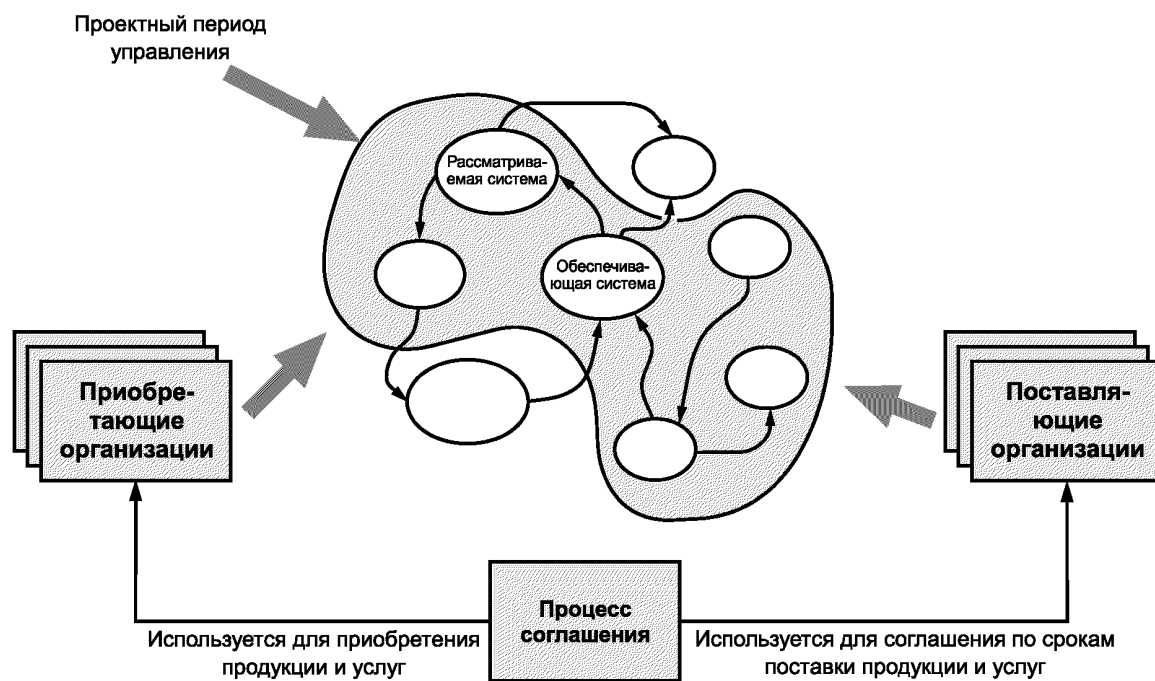 Проектный период
управления
Рассматрива-
емая система
Обеспечива-
ющая система
Приобре-
тающие
организации
Поставля-
ющие
организации
Процесс
соглашения
Используется для приобретения
продукции и услуг
Используется для соглашения по срокам
поставки продукции и услуг